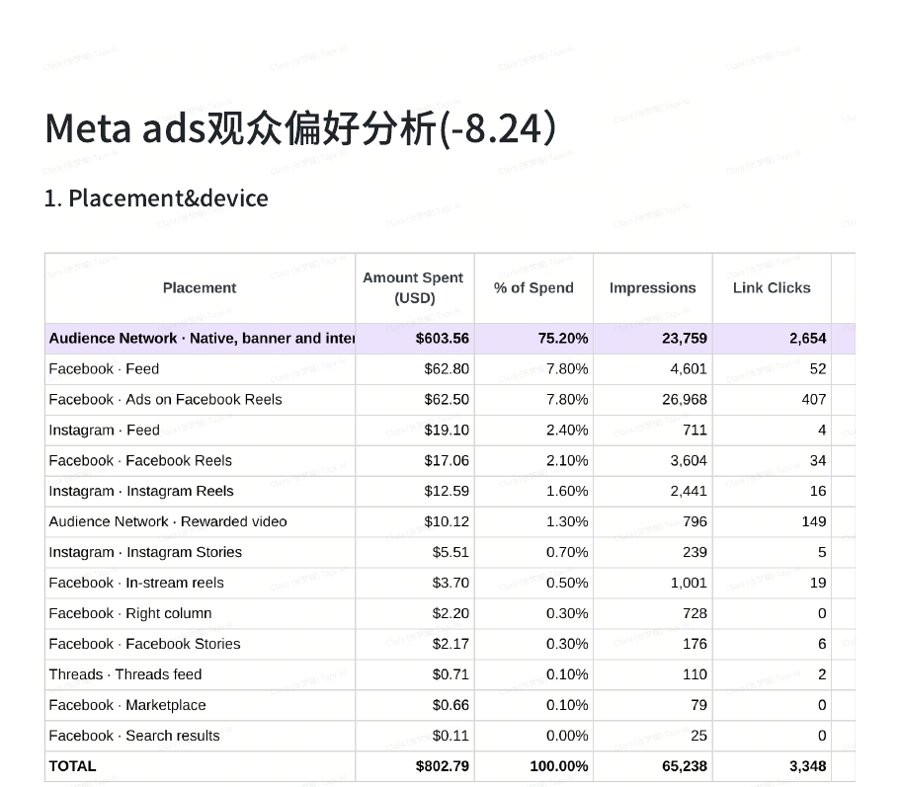 Meta ads观众偏好分析(-8.24）
1. Placement&device
Placement Amount Spent (USD) % of Spend Impressions Link Clicks
Audience Network · Native, banner and inter $603.56 75.20% 23,759 2,654
Facebook · Feed $62.80 7.80% 4,601 52
Facebook · Ads on Facebook Reels $62.50 7.80% 26,968 407
Instagram · Feed $19.10 2.40% 711 4
Facebook · Facebook Reels $17.06 2.10% 3,604 34
Instagram · Instagram Reels $12.59 1.60% 2,441 16
Audience Network · Rewarded video $10.12 1.30% 796 149
Instagram · Instagram Stories $5.51 0.70% 239 5
Facebook · In-stream reels $3.70 0.50% 1,001 19
Facebook · Right column $2.20 0.30% 728 0
Facebook · Facebook Stories $2.17 0.30% 176 6
Threads · Threads feed $0.71 0.10% 110 2
Facebook · Marketplace $0.66 0.10% 79 0
Facebook · Search results $0.11 0.00% 25 0
TOTAL $802.79 100.00% 65,238 3,348